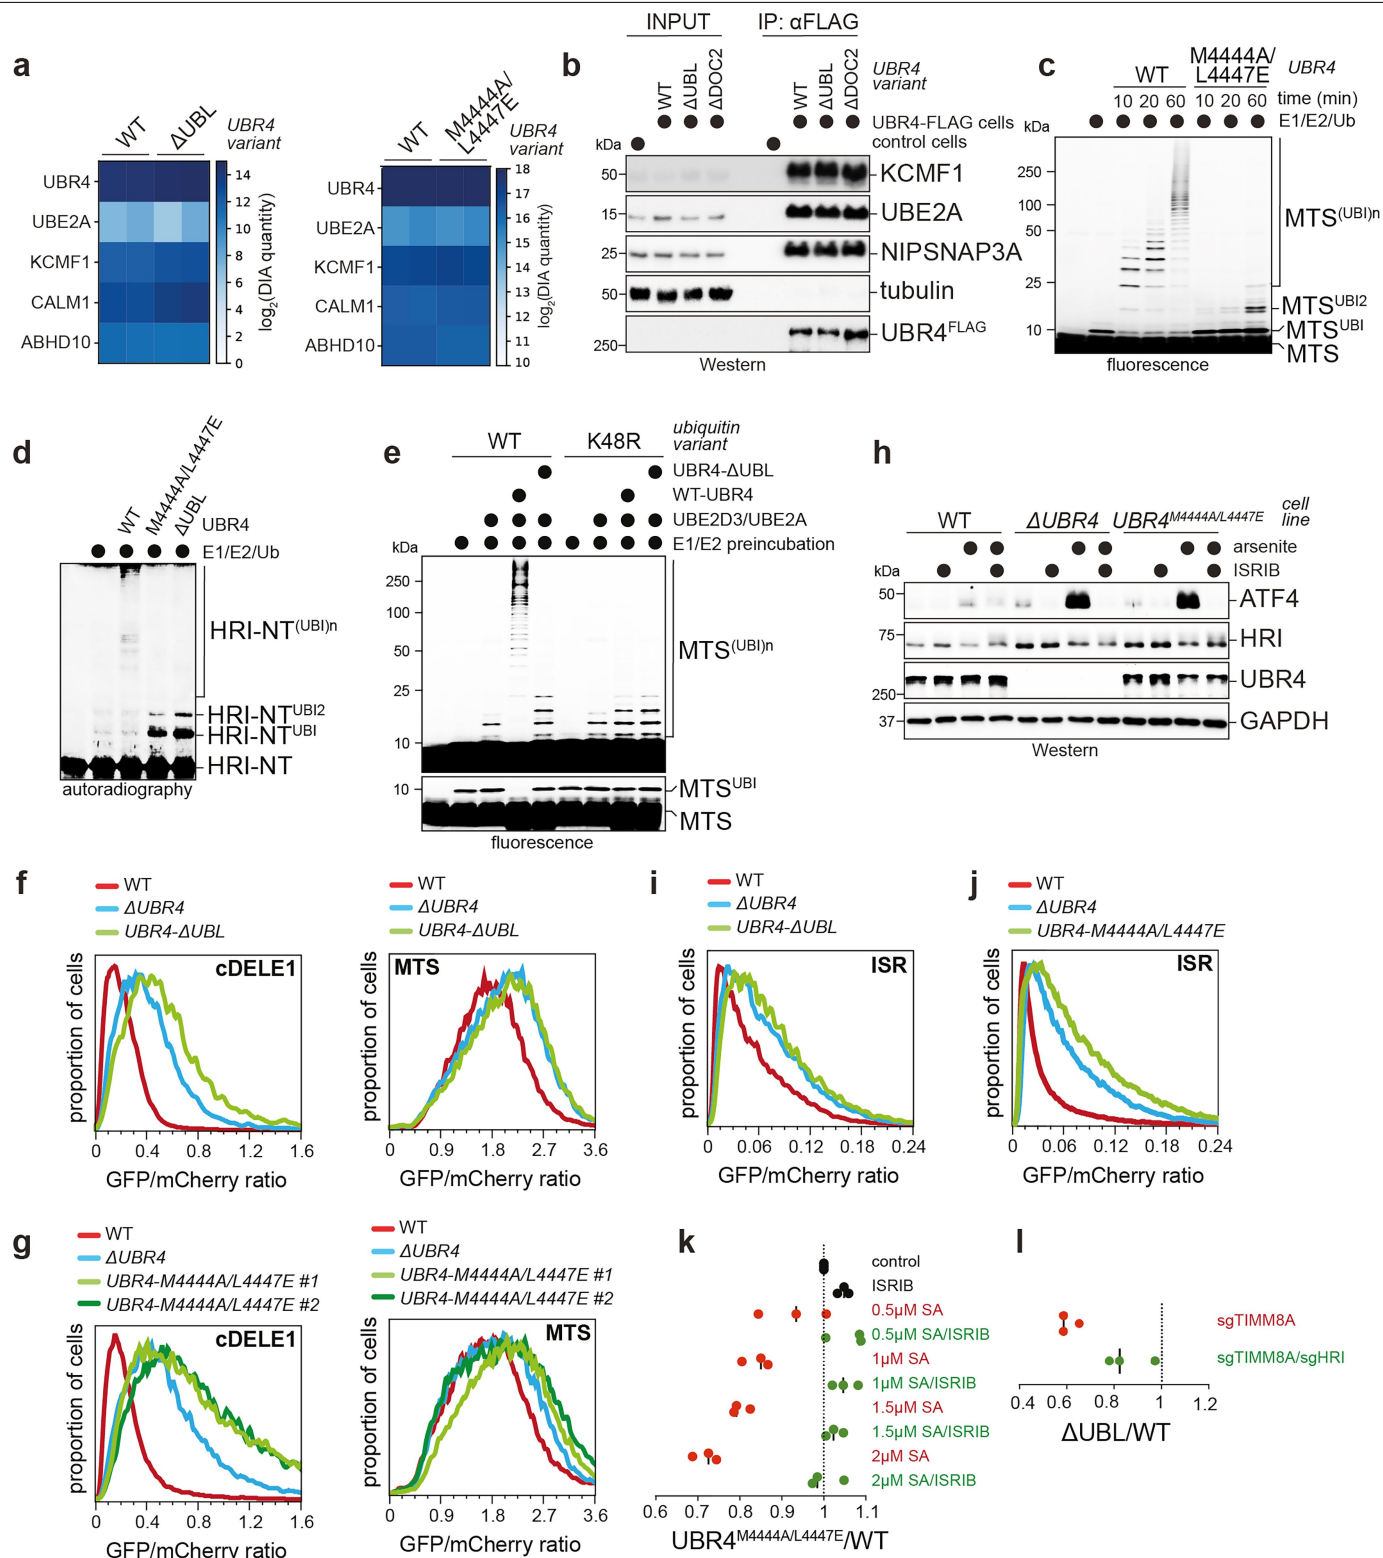 a
WT
ΔUBL
UBR4
variant
UBR4
UBE2A
KCMF1
CALM1
ABHD10
14
12
10
8
6
4
2
0
log2(DIA quantity)
WT
M4444A/
L4447E
UBR4
variant
UBR4
UBE2A
KCMF1
CALM1
ABHD10
18
17
16
15
14
13
12
11
10
log2(DIA quantity)
b
INPUT
IP: αFLAG
WT
ΔUBL
ΔDOC2
WT
ΔUBL
ΔDOC2
UBR4
variant
UBR4-FLAG cells
control cells
kDa
50
KCMF1
15
UBE2A
25
NIPSNAP3A
50
tubulin
250
UBR4FLAG
Western
c
WT
M4444A/
L4447E
UBR4
10 20 60 10 20 60
time (min)
E1/E2/Ub
kDa
250
100
50
25
10
MTS(UBI)n
MTSUBI2
MTSUBI
MTS
fluorescence
d
WT
M4444A/L4447E
ΔUBL
UBR4
E1/E2/Ub
HRI-NT(UBI)n
HRI-NTUBI2
HRI-NTUBI
HRI-NT
autoradiography
e
WT
K48R
ubiquitin
variant
UBR4-ΔUBL
WT-UBR4
UBE2D3/UBE2A
E1/E2 preincubation
kDa
250
100
50
25
10
MTS(UBI)n
10
MTSUBI
MTS
fluorescence
h
WT
ΔUBR4
UBR4M4444A/L4447E
cell
line
arsenite
ISRIB
kDa
50
ATF4
75
HRI
250
UBR4
37
GAPDH
Western
f
WT
ΔUBR4
UBR4-ΔUBL
cDELE1
proportion of cells
0 0.4 0.8 1.2 1.6
GFP/mCherry ratio
WT
ΔUBR4
UBR4-ΔUBL
MTS
proportion of cells
0 0.9 1.8 2.7 3.6
GFP/mCherry ratio
i
WT
ΔUBR4
UBR4-ΔUBL
ISR
proportion of cells
0 0.06 0.12 0.18 0.24
GFP/mCherry ratio
j
WT
ΔUBR4
UBR4-M4444A/L4447E
ISR
proportion of cells
0 0.06 0.12 0.18 0.24
GFP/mCherry ratio
g
WT
ΔUBR4
UBR4-M4444A/L4447E #1
UBR4-M4444A/L4447E #2
cDELE1
proportion of cells
0 0.4 0.8 1.2 1.6
GFP/mCherry ratio
WT
ΔUBR4
UBR4-M4444A/L4447E #1
UBR4-M4444A/L4447E #2
MTS
proportion of cells
0 0.9 1.8 2.7 3.6
GFP/mCherry ratio
k
control
ISRIB
0.5µM SA
0.5µM SA/ISRIB
1µM SA
1µM SA/ISRIB
1.5µM SA
1.5µM SA/ISRIB
2µM SA
2µM SA/ISRIB
0.6 0.7 0.8 0.9 1 1.1
UBR4M4444A/L4447E/WT
l
sgTIMM8A
sgTIMM8A/sgHRI
0.4 0.6 0.8 1 1.2
ΔUBL/WT